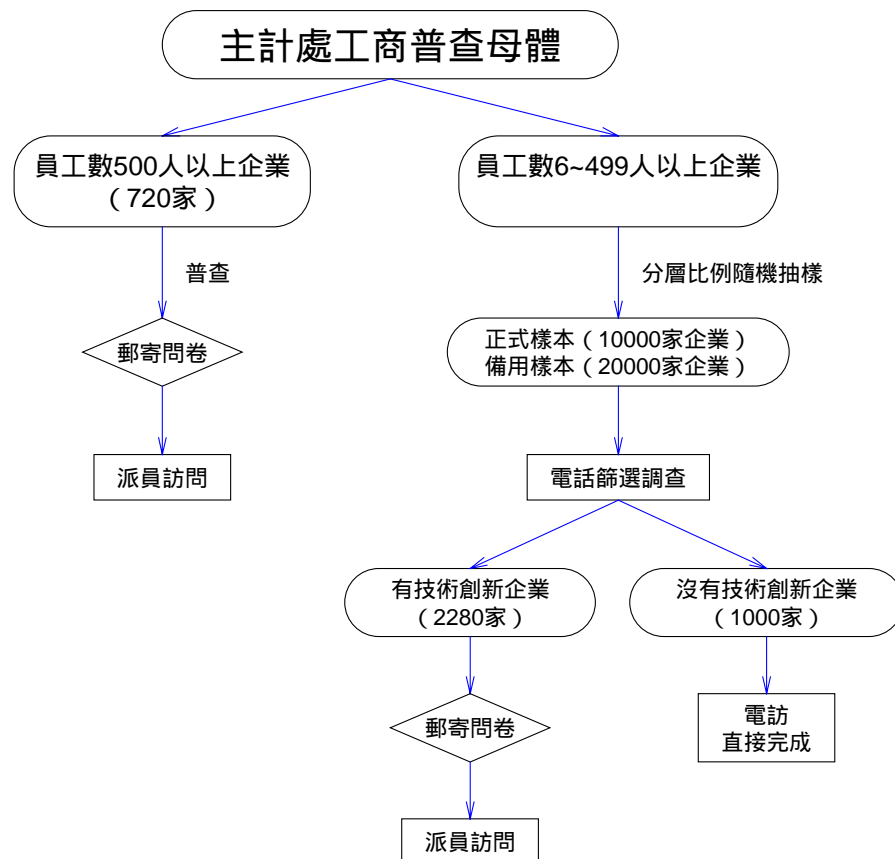 主計處工商普查母體
員工數500人以上企業
（720家）
員工數6~499人以上企業
普查
分層比例隨機抽樣
郵寄問卷
正式樣本（10000家企業）
備用樣本（20000家企業）
派員訪問
電話篩選調查
有技術創新企業
（2280家）
沒有技術創新企業
（1000家）
郵寄問卷
電訪
直接完成
派員訪問